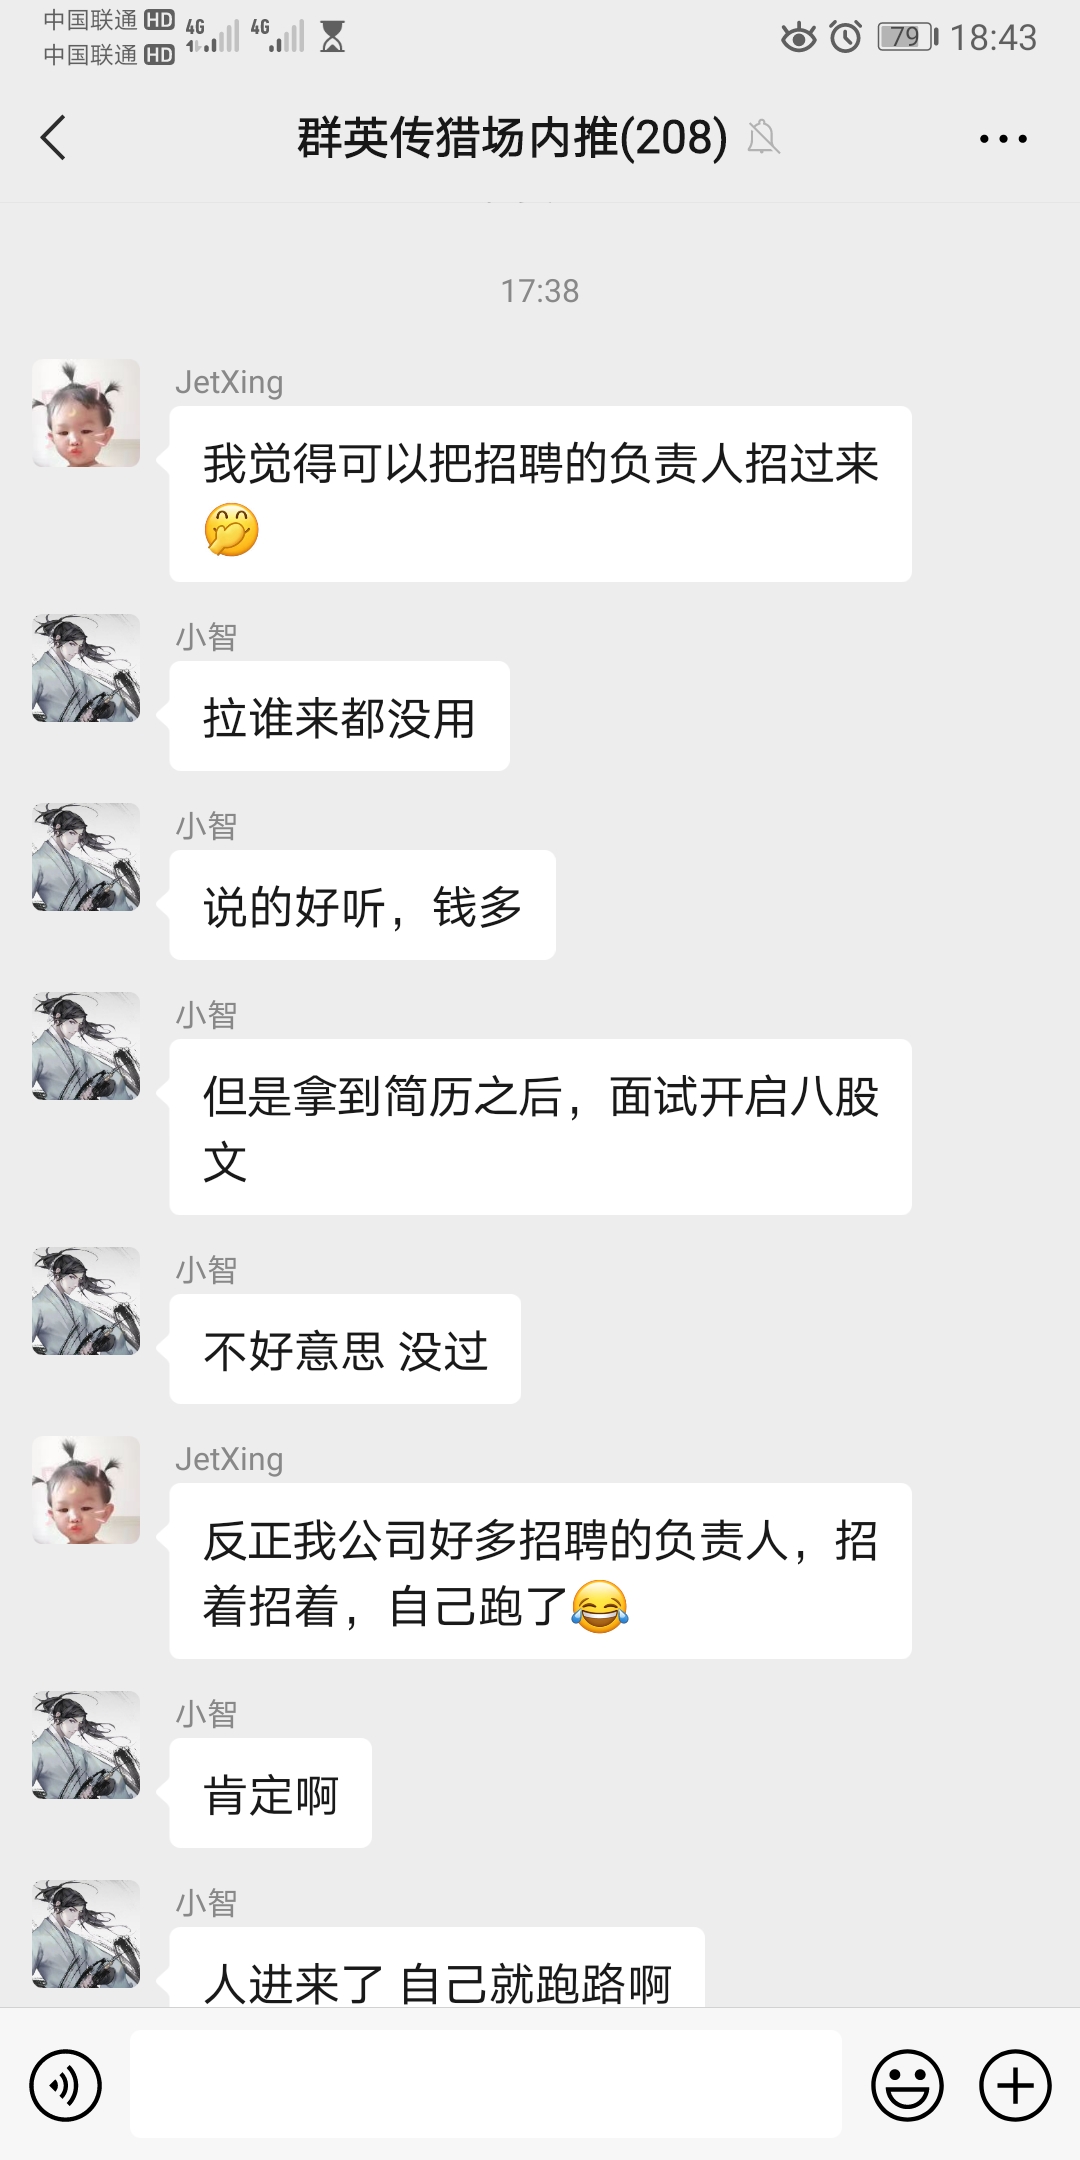 中国联通 HD 4G 4G 79 18:43
中国联通 HD
群英传猎场内推(208)
17:38
JetXing
我觉得可以把招聘的负责人招过来
🤭
小智
拉谁来都没用
小智
说的好听，钱多
小智
但是拿到简历之后，面试开启八股
文
小智
不好意思 没过
JetXing
反正我公司好多招聘的负责人，招
着招着，自己跑了😂
小智
肯定啊
小智
人进来了 自己就跑路啊